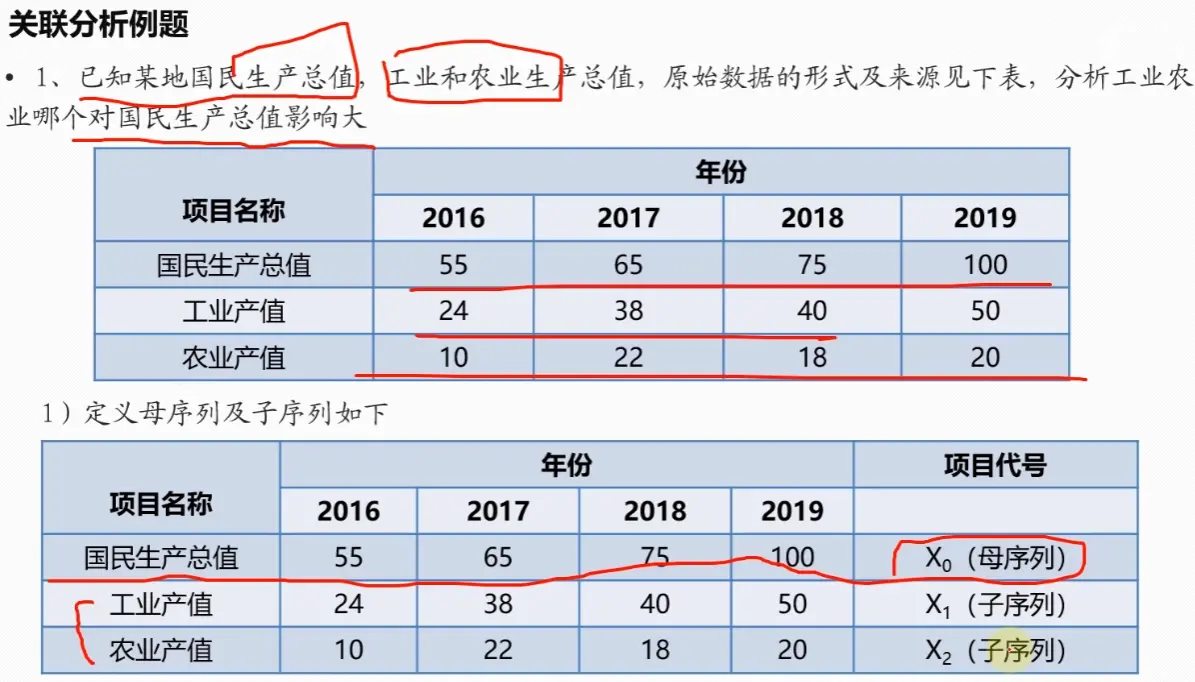 关联分析例题
• 1、已知某地国民生产总值，工业和农业生产总值，原始数据的形式及来源见下表，分析工业农
业哪个对国民生产总值影响大
项目名称 年份
2016 2017 2018 2019
国民生产总值 55 65 75 100
工业产值 24 38 40 50
农业产值 10 22 18 20
1）定义母序列及子序列如下
项目名称 年份 项目代号
2016 2017 2018 2019
国民生产总值 55 65 75 100 X₀（母序列）
工业产值 24 38 40 50 X₁（子序列）
农业产值 10 22 18 20 X₂（子序列）